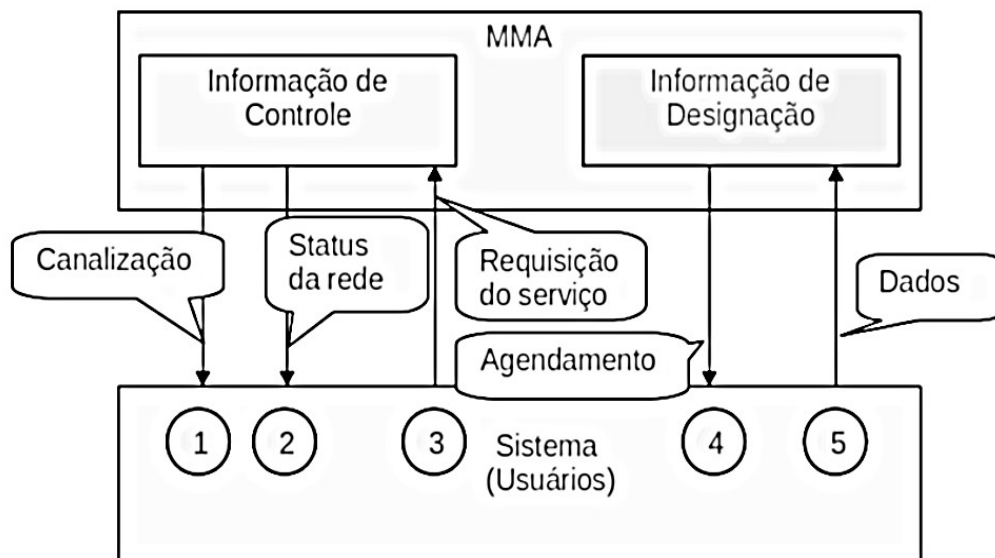 MMA
Informação de
Controle
Informação de
Designação
Canalização
Status
da rede
Requisição
do serviço
Agendamento
Dados
1
2
3
Sistema
(Usuários)
4
5